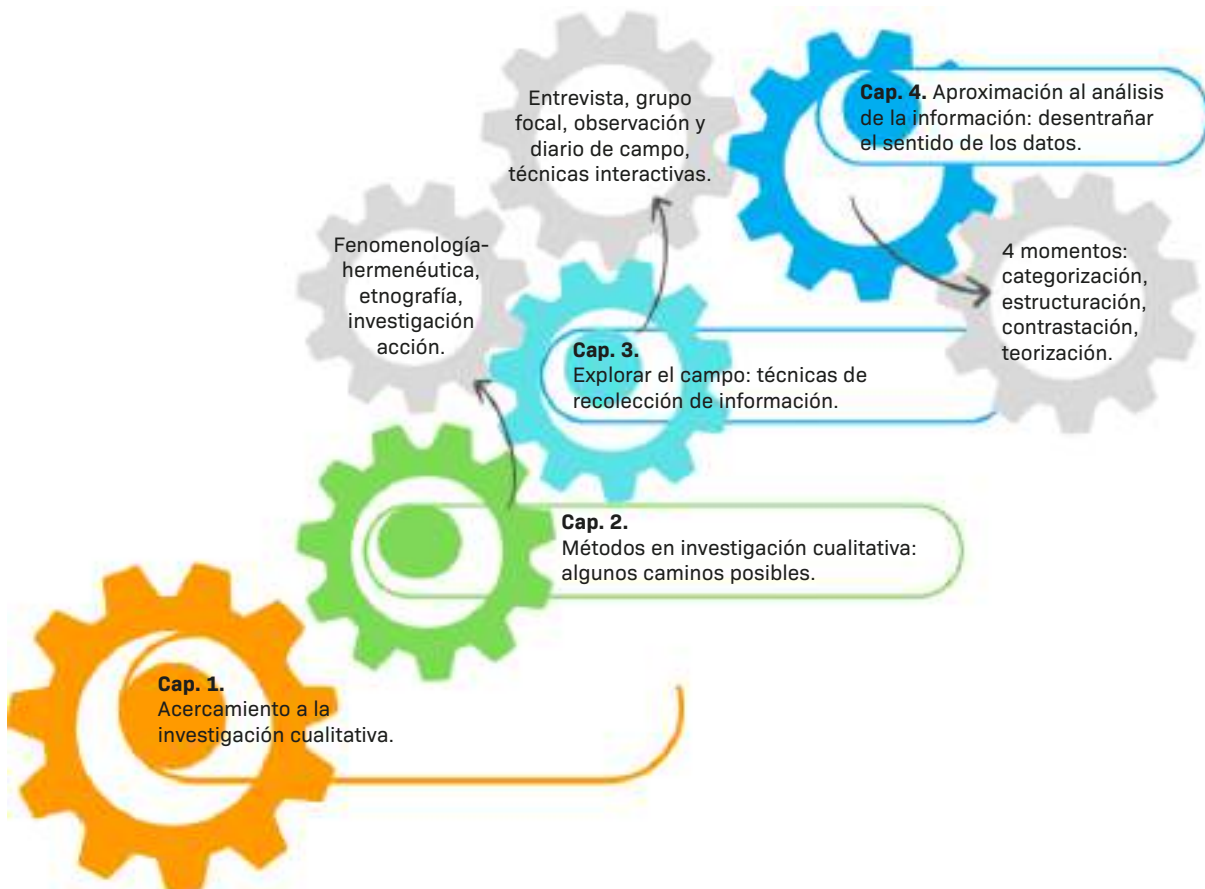 Entrevista, grupo
focal, observación y
diario de campo,
técnicas interactivas.
Cap. 4. Aproximación al análisis
de la información: desentrañar
el sentido de los datos.
Fenomenología-
hermenéutica,
etnografía,
investigación
acción.
4 momentos:
categorización,
estructuración,
contrastación,
teorización.
Cap. 3.
Explorar el campo: técnicas de
recolección de información.
Cap. 2.
Métodos en investigación cualitativa:
algunos caminos posibles.
Cap. 1.
Acercamiento a la
investigación cualitativa.